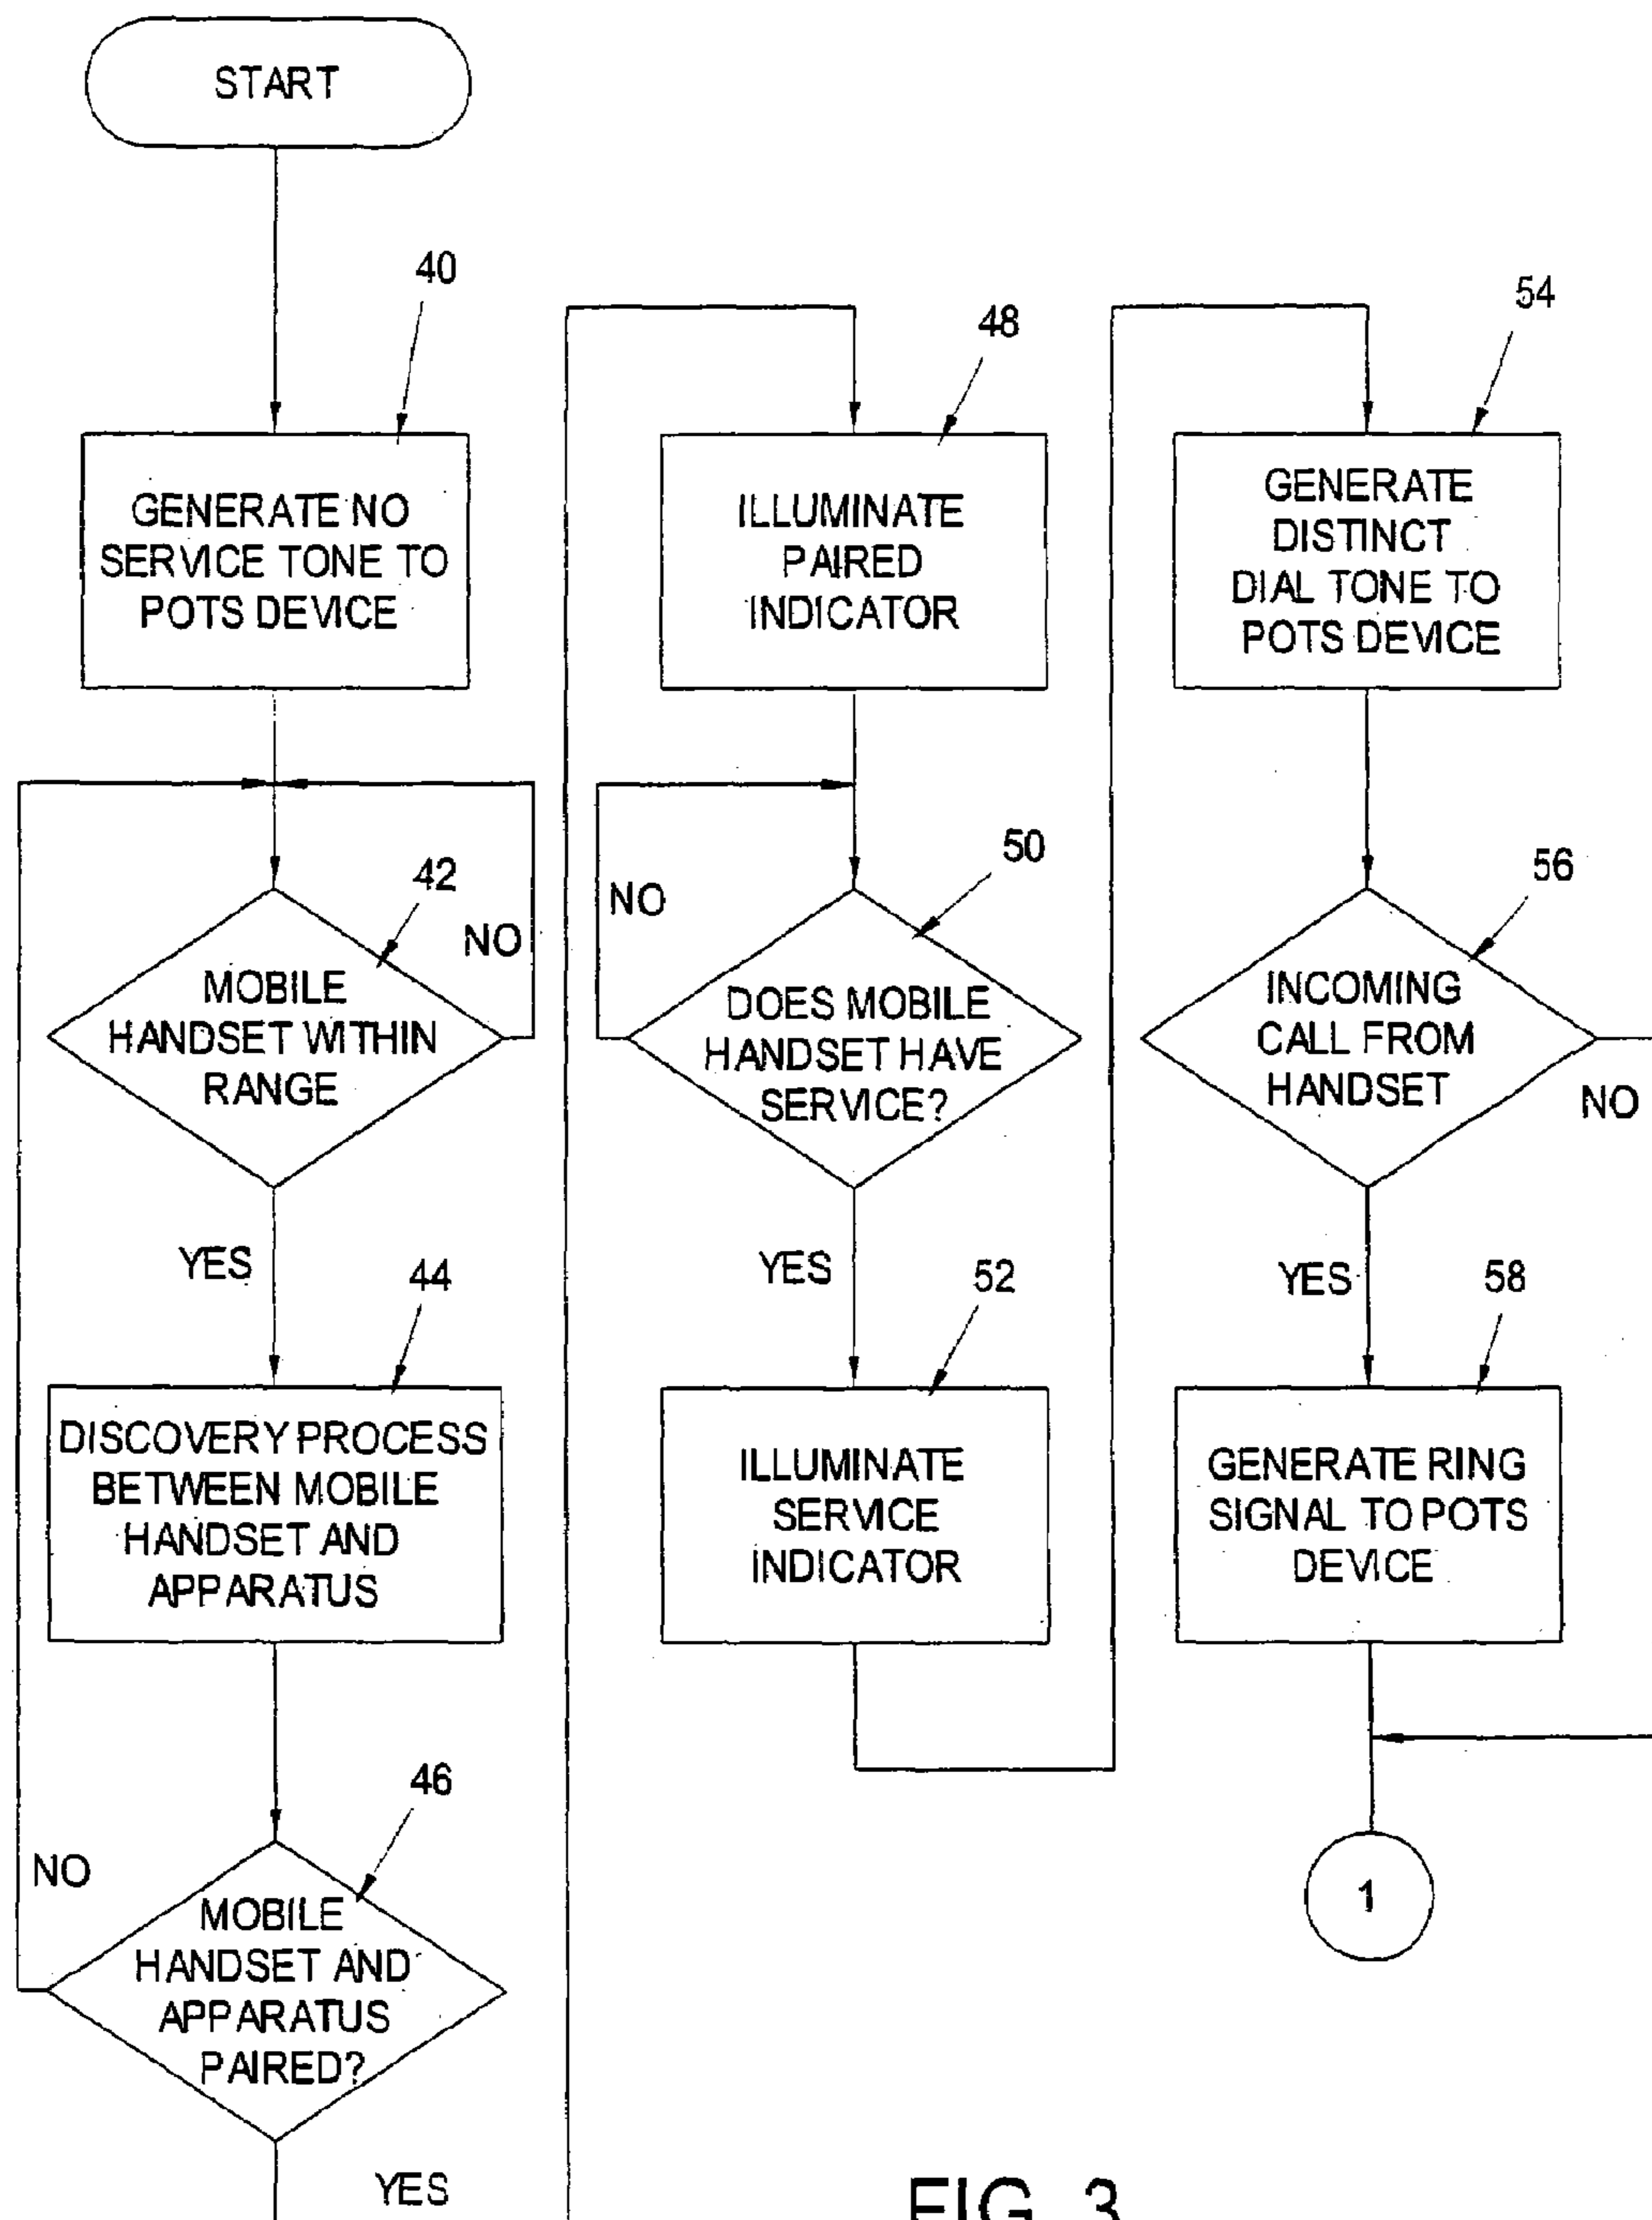 START
40
GENERATE NO
SERVICE TONE TO
POTS DEVICE
42
NO
MOBILE
HANDSET WITHIN
RANGE
YES
44
DISCOVERY PROCESS
BETWEEN MOBILE
HANDSET AND
APPARATUS
46
NO
MOBILE
HANDSET AND
APPARATUS
PAIRED?
YES
48
ILLUMINATE
PAIRED
INDICATOR
50
NO
DOES MOBILE
HANDSET HAVE
SERVICE?
YES
52
ILLUMINATE
SERVICE
INDICATOR
54
GENERATE
DISTINCT
DIAL TONE TO
POTS DEVICE
56
INCOMING
CALL FROM
HANDSET
NO
YES
58
GENERATE RING
SIGNAL TO POTS
DEVICE
1
FIG. 3